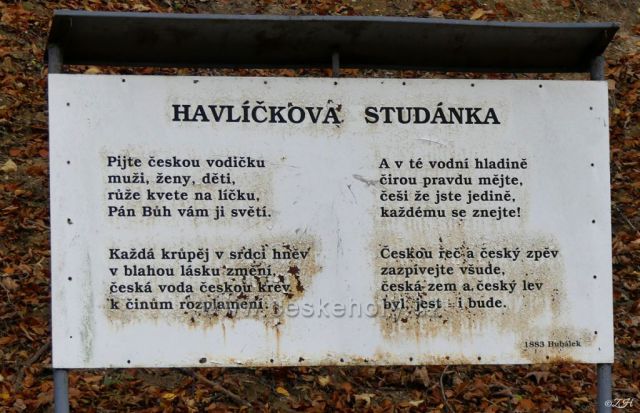 HAVLÍČKOVA STUDÁNKA
Pijte českou vodičku
muži, ženy, děti,
růže kvete na líčku,
Pán Bůh vám ji světí.
Každá krůpěj v srdci hněv
v blahou lásku změní,
česká voda českou krev
k činům rozplamení.
A v té vodní hladině
čirou pravdu mějte,
češi že jste jedině,
každému se znejte!
Českou řeč a český zpěv
zazpívejte všude,
česká zem a český lev
byl, jest i bude.
1883 Hubálek
©Z.H